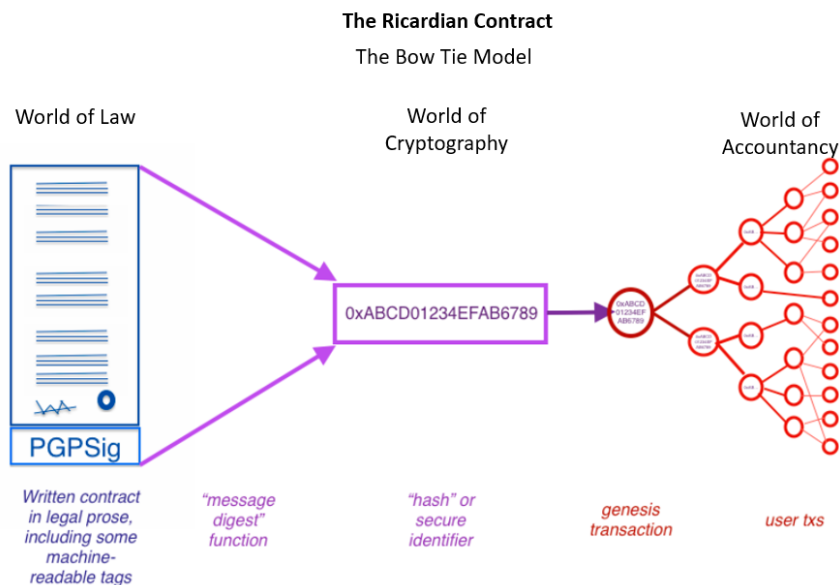 The Ricardian Contract
The Bow Tie Model
World of Law
World of
Cryptography
World of
Accountancy
0xABCD01234EFAB6789
0xABCD
01234EF
AB6789
PGPSig
Written contract
in legal prose,
including some
machine-
readable tags
"message
digest"
function
"hash" or
secure
identifier
genesis
transaction
user txs